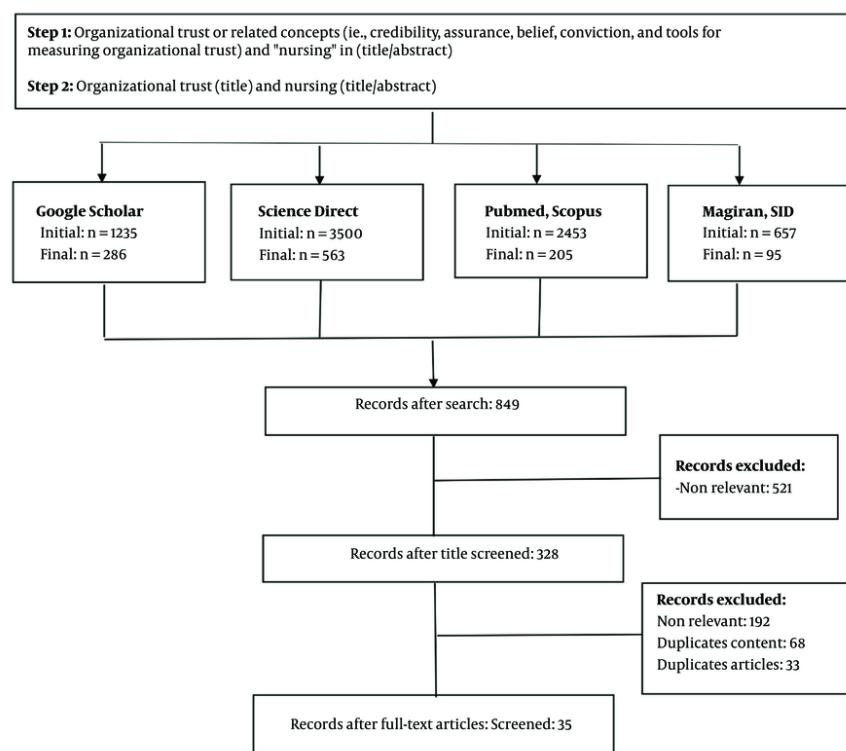 Step 1: Organizational trust or related concepts (ie., credibility, assurance, belief, conviction, and tools for
measuring organizational trust) and "nursing" in (title/abstract)
Step 2: Organizational trust (title) and nursing (title/abstract)
Google Scholar
Initial: n = 1235
Final: n = 286
Science Direct
Initial: n = 3500
Final: n = 563
Pubmed, Scopus
Initial: n = 2453
Final: n = 205
Magiran, SID
Initial: n = 657
Final: n = 95
Records after search: 849
Records excluded:
-Non relevant: 521
Records after title screened: 328
Records excluded:
Non relevant: 192
Duplicates content: 68
Duplicates articles: 33
Records after full-text articles: Screened: 35